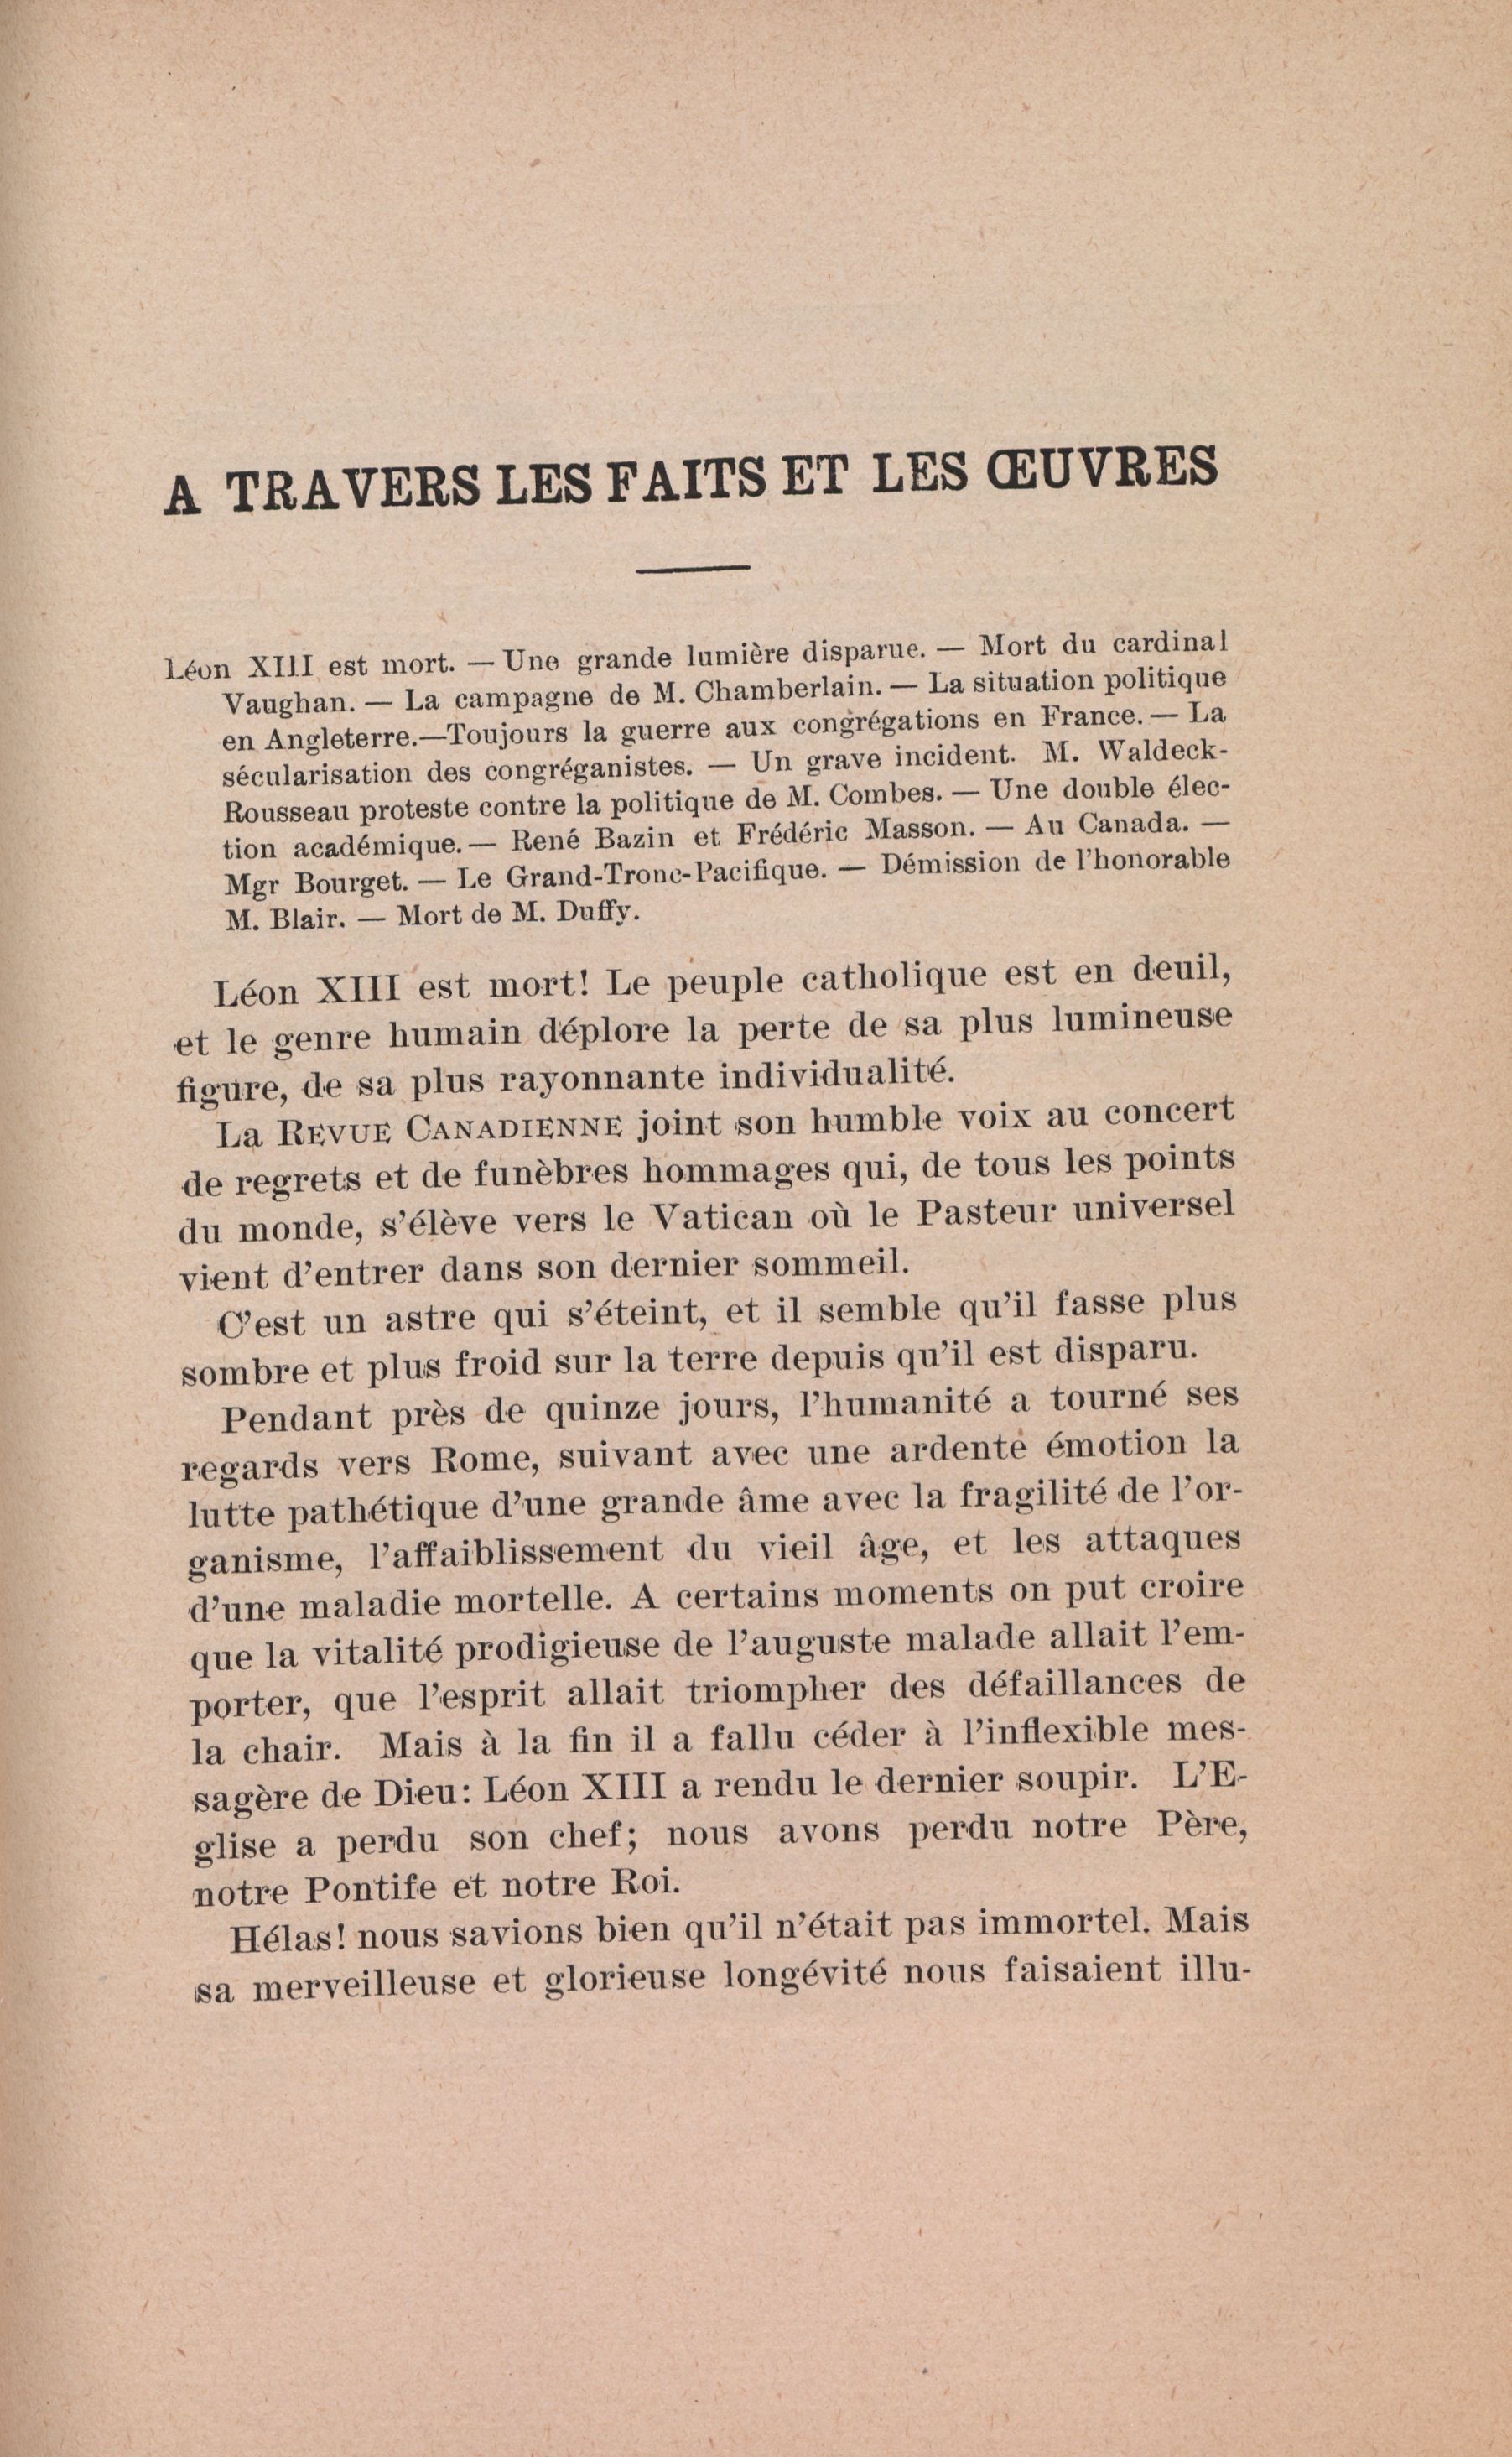 A TRAVERS LES FAITS ET LES ŒUVRES
Léon XIII est mort. — Une grande lumière disparue. — Mort du cardinal
Vaughan. — La campagne de M. Chamberlain. — La situation politique
en Angleterre.—Toujours la guerre aux congrégations en France. — La
sécularisation des congréganistes. — Un grave incident. M. Waldeck-
Rousseau proteste contre la politique de M. Combes. — Une double élec-
tion académique. — René Bazin et Frédéric Masson. — Au Canada. —
Mgr Bourget. — Le Grand-Tronc-Pacifique. — Démission de l'honorable
M. Blair. — Mort de M. Duffy.
Léon XIII est mort! Le peuple catholique est en deuil,
et le genre humain déplore la perte de sa plus lumineuse
figure, de sa plus rayonnante individualité.
La REVUE CANADIENNE joint son humble voix au concert
de regrets et de funèbres hommages qui, de tous les points
du monde, s'élève vers le Vatican où le Pasteur universel
vient d'entrer dans son dernier sommeil.
C'est un astre qui s'éteint, et il semble qu'il fasse plus
sombre et plus froid sur la terre depuis qu'il est disparu.
Pendant près de quinze jours, l'humanité a tourné ses
regards vers Rome, suivant avec une ardente émotion la
lutte pathétique d'une grande âme avec la fragilité de l'or-
ganisme, l'affaiblissement du vieil âge, et les attaques
d'une maladie mortelle. A certains moments on put croire
que la vitalité prodigieuse de l'auguste malade allait l'em-
porter, que l'esprit allait triompher des défaillances de
la chair. Mais à la fin il a fallu céder à l'inflexible mes-
sagère de Dieu: Léon XIII a rendu le dernier soupir. L'E-
glise a perdu son chef; nous avons perdu notre Père,
notre Pontife et notre Roi.
Hélas! nous savions bien qu'il n'était pas immortel. Mais
sa merveilleuse et glorieuse longévité nous faisaient illu-